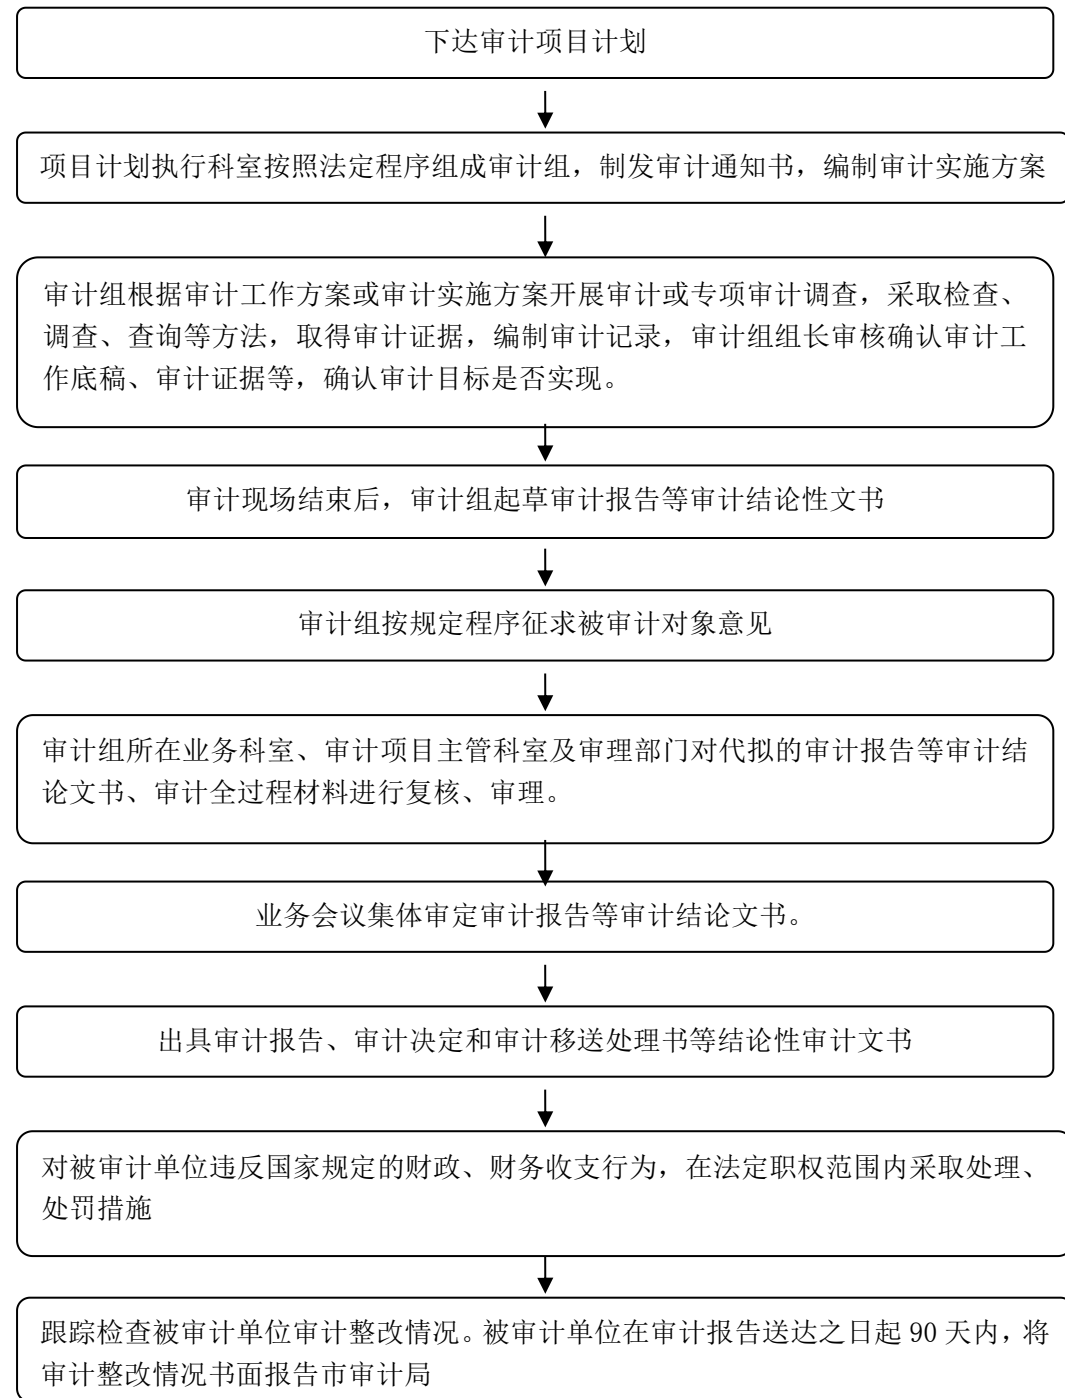 下达审计项目计划
项目计划执行科室按照法定程序组成审计组，制发审计通知书，编制审计实施方案
审计组根据审计工作方案或审计实施方案开展审计或专项审计调查，采取检查、
调查、查询等方法，取得审计证据，编制审计记录，审计组组长审核确认审计工
作底稿、审计证据等，确认审计目标是否实现。
审计现场结束后，审计组起草审计报告等审计结论性文书
审计组按规定程序征求被审计对象意见
审计组所在业务科室、审计项目主管科室及审理部门对代拟的审计报告等审计结
论文书、审计全过程材料进行复核、审理。
业务会议集体审定审计报告等审计结论文书。
出具审计报告、审计决定和审计移送处理书等结论性审计文书
对被审计单位违反国家规定的财政、财务收支行为，在法定职权范围内采取处理、
处罚措施
跟踪检查被审计单位审计整改情况。被审计单位在审计报告送达之日起 90 天内，将
审计整改情况书面报告市审计局